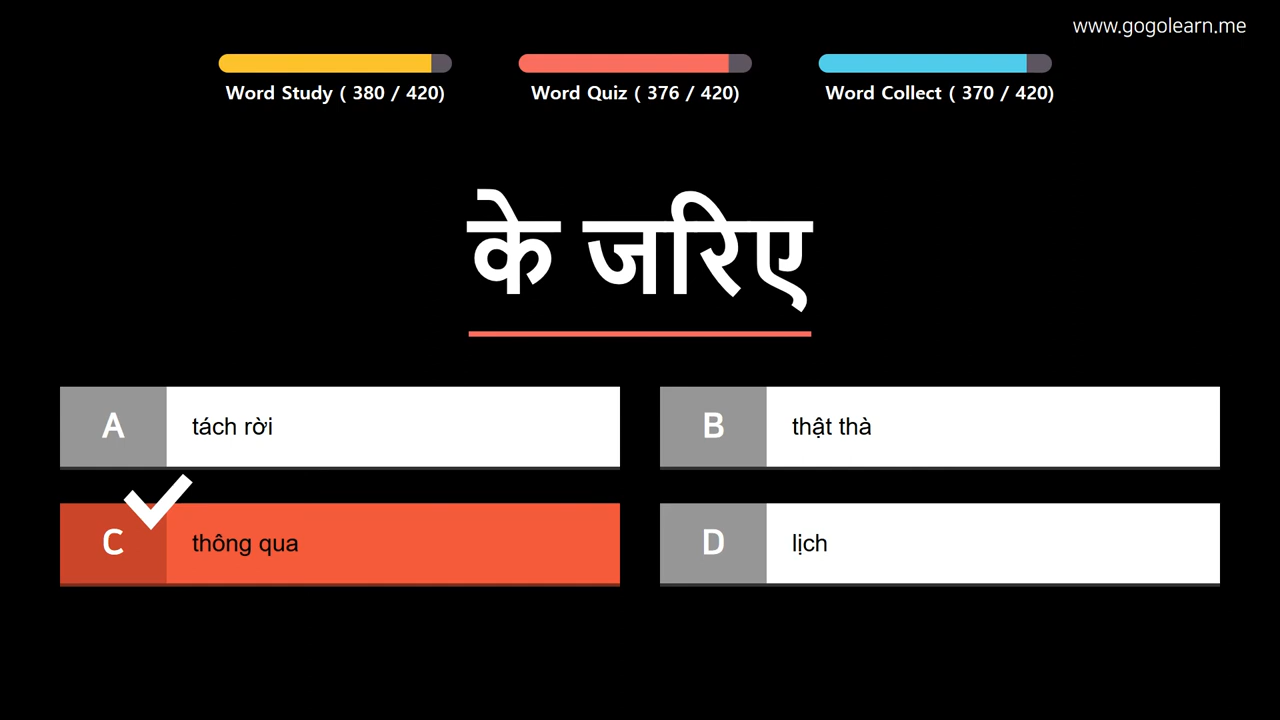 www.gogolearn.me
Word Study ( 380 / 420)
Word Quiz ( 376 / 420)
Word Collect ( 370 / 420)
के जरिए
A
tách rời
B
thật thà
C
thông qua
D
lịch